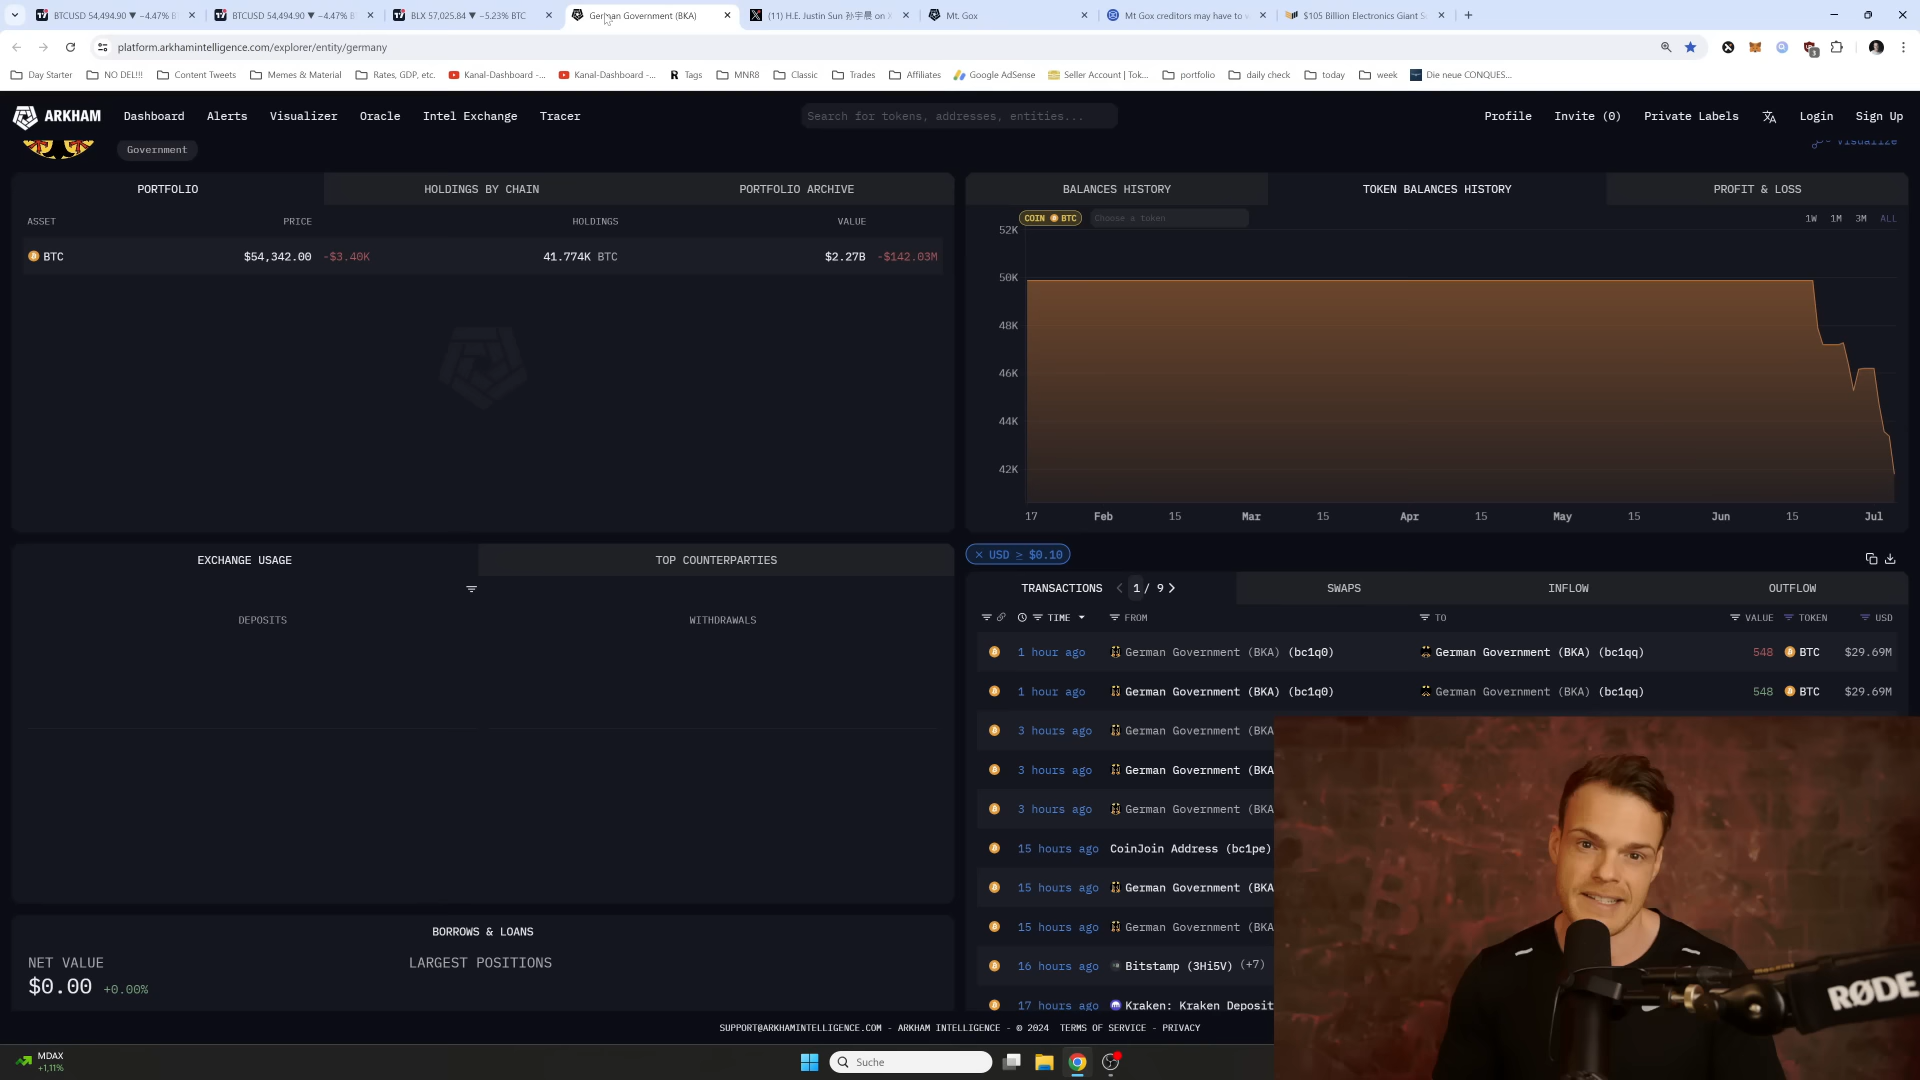 BTCUSD 54,494.90 ▼ −4.47% B
BTCUSD 54,494.90 ▼ −4.47% B
BLX 57,025.84 ▼ −5.23% BTC
German Government (BKA)
(11) H.E. Justin Sun 孙宇晨 on X
Mt. Gox
Mt Gox creditors may have to w
$105 Billion Electronics Giant S
platform.arkhamintelligence.com/explorer/entity/germany
Day Starter
NO DEL!!!
Content Tweets
Memes & Material
Rates, GDP, etc.
Kanal-Dashboard -...
Kanal-Dashboard -...
Tags
MNR8
Classic
Trades
Affiliates
Google AdSense
Seller Account | Tok...
portfolio
daily check
today
week
Die neue CONQUES...
ARKHAM
Dashboard
Alerts
Visualizer
Oracle
Intel Exchange
Tracer
Search for tokens, addresses, entities...
Profile
Invite (0)
Private Labels
Login
Sign Up
Government
Visualize
PORTFOLIO
HOLDINGS BY CHAIN
PORTFOLIO ARCHIVE
ASSET PRICE HOLDINGS VALUE
BTC $54,342.00 -$3.40K 41.774K BTC $2.27B -$142.03M
BALANCES HISTORY
TOKEN BALANCES HISTORY
PROFIT & LOSS
COIN BTC
Choose a token
1W 1M 3M ALL
52K
50K
48K
46K
44K
42K
17 Feb 15 Mar 15 Apr 15 May 15 Jun 15 Jul
EXCHANGE USAGE
TOP COUNTERPARTIES
DEPOSITS
WITHDRAWALS
BORROWS & LOANS
NET VALUE
$0.00 +0.00%
LARGEST POSITIONS
× USD ≥ $0.10
TRANSACTIONS < 1 / 9 >
SWAPS
INFLOW
OUTFLOW
TIME FROM TO VALUE TOKEN USD
1 hour ago German Government (BKA) (bc1q0) German Government (BKA) (bc1qq) 548 BTC $29.69M
1 hour ago German Government (BKA) (bc1q0) German Government (BKA) (bc1qq) 548 BTC $29.69M
3 hours ago German Government (BKA
3 hours ago German Government (BKA
3 hours ago German Government (BKA
15 hours ago CoinJoin Address (bc1pe)
15 hours ago German Government (BKA
15 hours ago German Government (BKA
16 hours ago Bitstamp (3Hi5V) (+7)
17 hours ago Kraken: Kraken Deposit
RØDE
SUPPORT@ARKHAMINTELLIGENCE.COM - ARKHAM INTELLIGENCE - © 2024 TERMS OF SERVICE - PRIVACY
MDAX
+1,11%
Suche